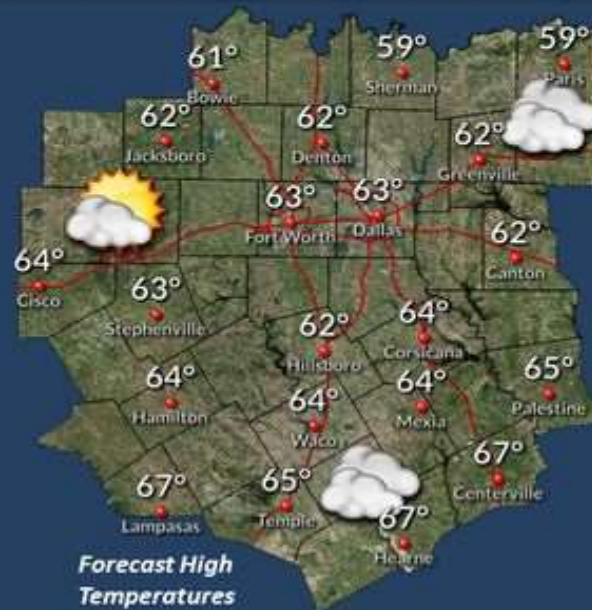 59°
Paris
61°
Bowie
59°
Sherman
62°
Jacksboro
62°
Denton
62°
Greenville
63°
Fort Worth
63°
Dallas
62°
Canton
64°
Cisco
63°
Stephenville
62°
Hillsboro
64°
Corsicana
64°
Hamilton
64°
Waco
64°
Mexia
65°
Palestine
67°
Lampasas
65°
Temple
67°
Centerville
67°
Hearne
Forecast High
Temperatures